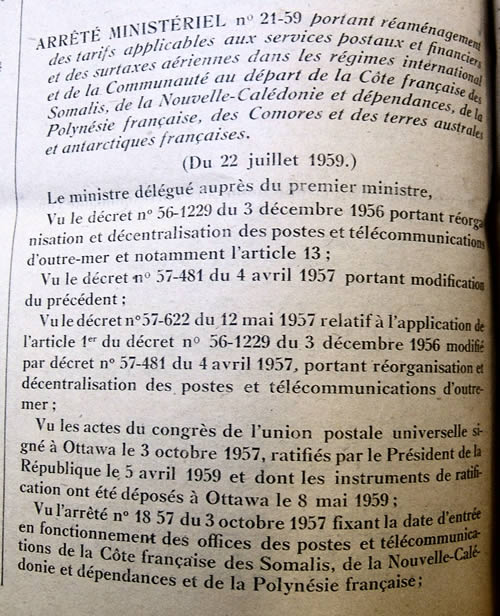 ARRÊTÉ MINISTÉRIEL nº 21-59 portant réaménagement
des tarifs applicables aux services postaux et financiers
et des surtaxes aériennes dans les régimes international
et de la Communauté au départ de la Côte française des
Somalis, de la Nouvelle-Calédonie et dépendances, de la
Polynésie française, des Comores et des terres australes
et antarctiques françaises.
(Du 22 juillet 1959.)
Le ministre délégué auprès du premier ministre,
Vu le décret nº 56-1229 du 3 décembre 1956 portant réorga
nisation et décentralisation des postes et télécommunications
d'outre-mer et notamment l'article 13 ;
Vu le décret nº 57-481 du 4 avril 1957 portant modification
du précédent ;
Vu le décret nº 57-622 du 12 mai 1957 relatif à l'application de
l'article 1er du décret nº 56-1229 du 3 décembre 1956 modifié
par décret nº 57-481 du 4 avril 1957, portant réorganisation et
décentralisation des postes et télécommunications d'outre-
mer ;
Vu les actes du congrès de l'union postale universelle si-
gné à Ottawa le 3 octobre 1957, ratifiés par le Président de la
République le 5 avril 1959 et dont les instruments de ratifi-
cation ont été déposés à Ottawa le 8 mai 1959 ;
Vu l'arrêté nº 18 57 du 3 octobre 1957 fixant la date d'entrée
en fonctionnement des offices des postes et télécommunica-
tions de la Côte française des Somalis, de la Nouvelle-Calé-
donie et dépendances et de la Polynésie française ;